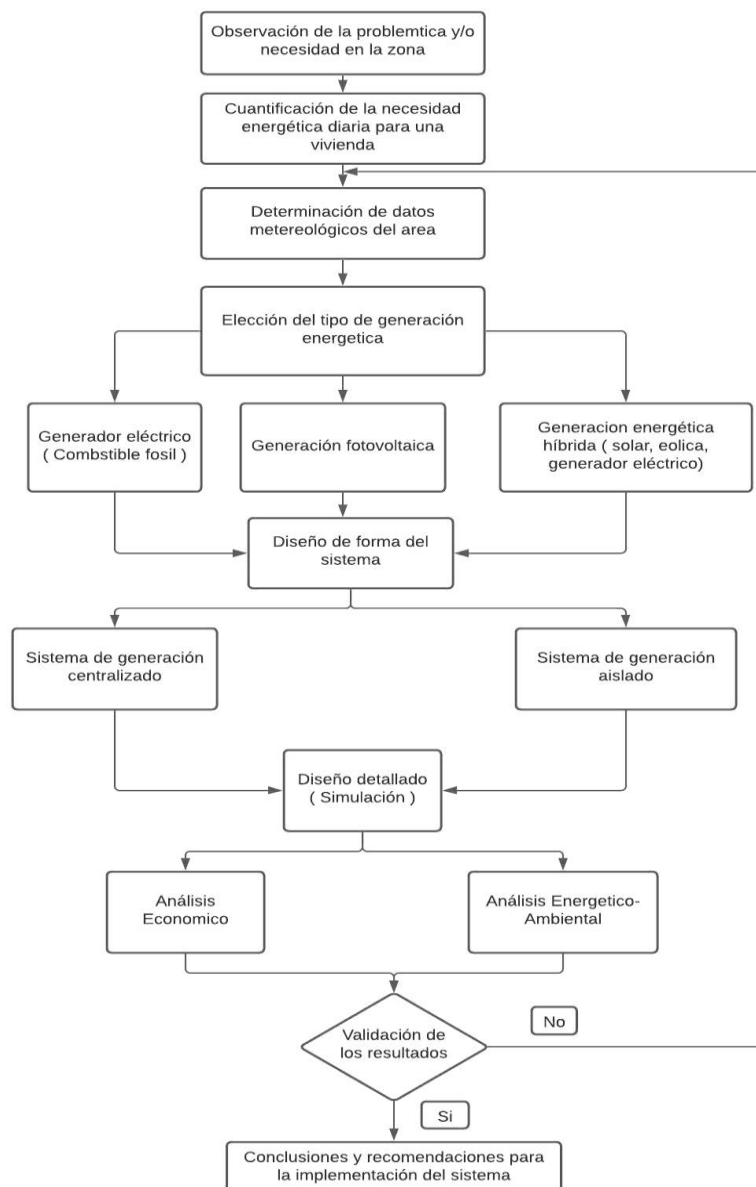 Observación de la problemtica y/o
necesidad en la zona
Cuantificación de la necesidad
energética diaria para una
vivienda
Determinación de datos
metereológicos del area
Elección del tipo de generación
energetica
Generador eléctrico
( Combstible fosil )
Generación fotovoltaica
Generacion energética
híbrida ( solar, eolica,
generador eléctrico)
Diseño de forma del
sistema
Sistema de generación
centralizado
Sistema de generación
aislado
Diseño detallado
( Simulación )
Análisis
Economico
Análisis Energetico-
Ambiental
Validación de
los resultados
No
Si
Conclusiones y recomendaciones para
la implementación del sistema